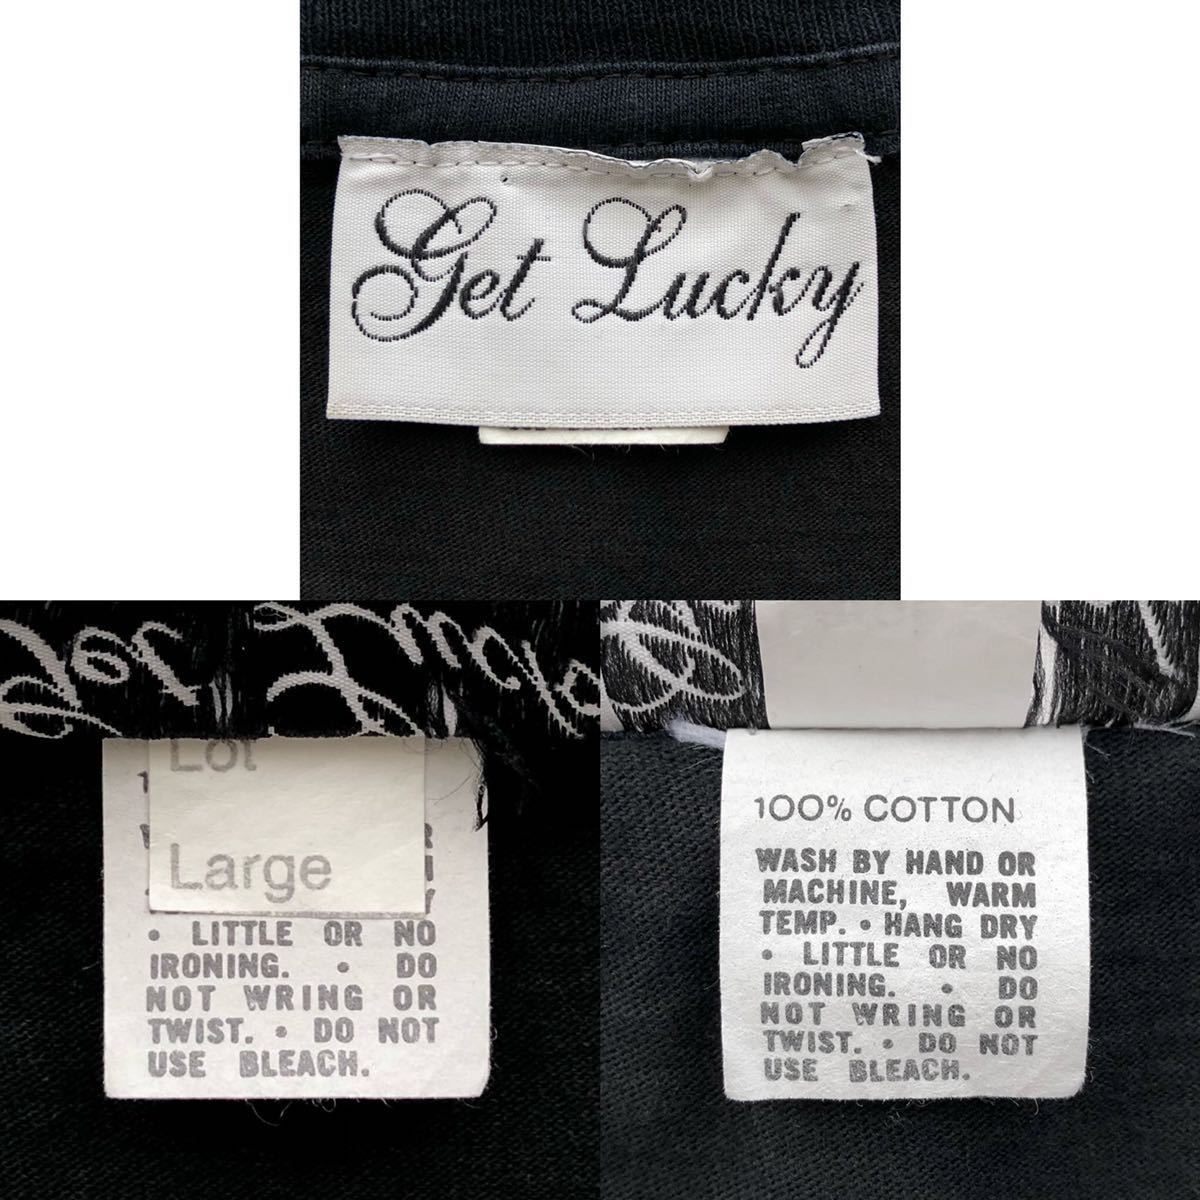 Get Lucky
Lot
Large
• LITTLE OR NO
IRONING. • DO
NOT WRING OR
TWIST. • DO NOT
USE BLEACH.
100% COTTON
WASH BY HAND OR
MACHINE, WARM
TEMP. • HANG DRY
• LITTLE OR NO
IRONING. • DO
NOT WRING OR
TWIST. • DO NOT
USE BLEACH.